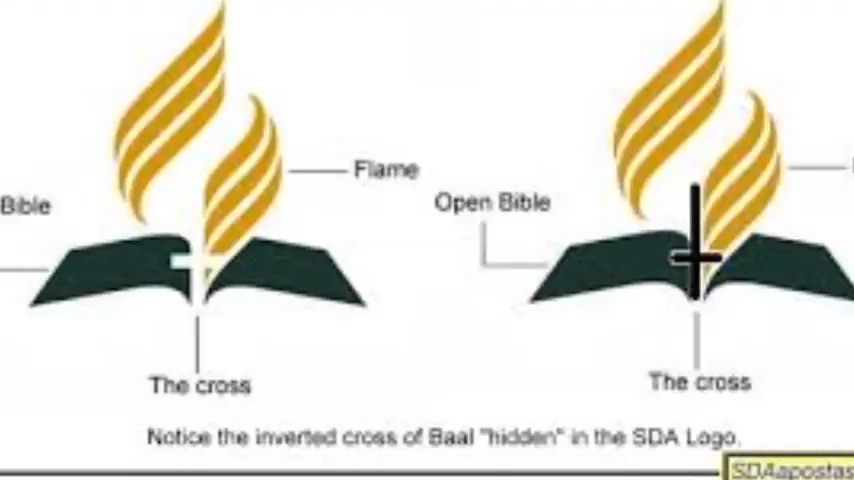 Flame
Bible
Open Bible
The cross
The cross
Notice the inverted cross of Baal "hidden" in the SDA Logo.